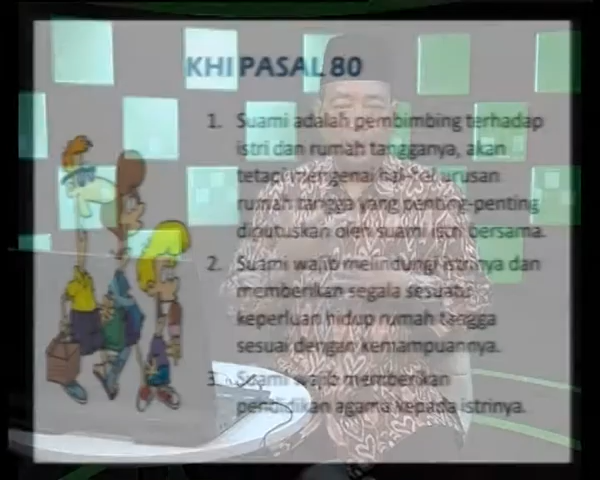 KHI PASAL 80
1. Suami adalah pembimbing terhadap
istri dan rumah tangganya, akan
tetapi mengenai hal-hal urusan
rumah tangga yang penting-penting
diputuskan oleh suami istri bersama.
2. Suami wajib melindungi istrinya dan
memberikan segala sesuatu
keperluan hidup rumah tangga
sesuai dengan kemampuannya.
3. Suami wajib memberikan
pendidikan agama kepada istrinya.